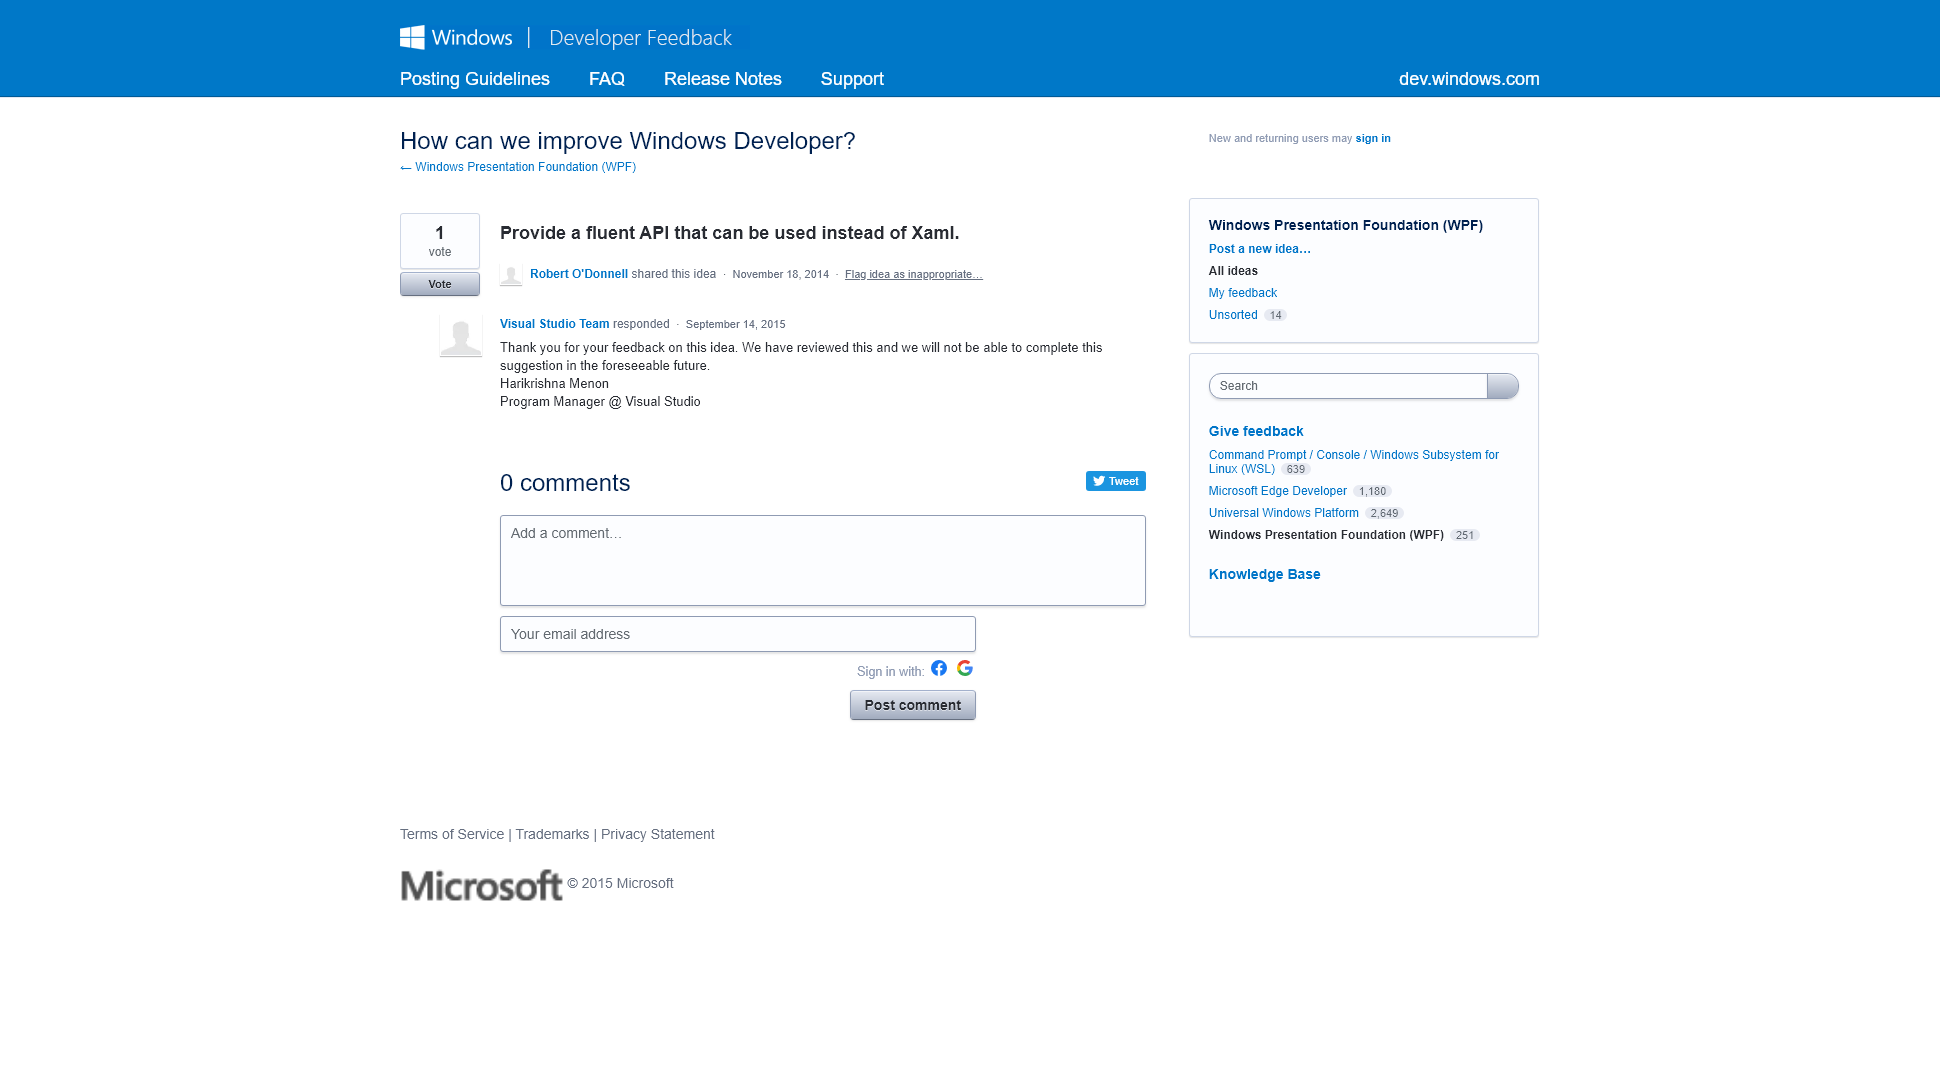 Windows | Developer Feedback
Posting Guidelines FAQ Release Notes Support dev.windows.com
How can we improve Windows Developer?
← Windows Presentation Foundation (WPF)
New and returning users may sign in
1
vote
Vote
Provide a fluent API that can be used instead of Xaml.
Robert O'Donnell shared this idea · November 18, 2014 · Flag idea as inappropriate…
Visual Studio Team responded · September 14, 2015
Thank you for your feedback on this idea. We have reviewed this and we will not be able to complete this
suggestion in the foreseeable future.
Harikrishna Menon
Program Manager @ Visual Studio
0 comments
Tweet
Add a comment…
Your email address
Sign in with:
Post comment
Windows Presentation Foundation (WPF)
Post a new idea…
All ideas
My feedback
Unsorted 14
Search
Give feedback
Command Prompt / Console / Windows Subsystem for
Linux (WSL) 639
Microsoft Edge Developer 1,180
Universal Windows Platform 2,649
Windows Presentation Foundation (WPF) 251
Knowledge Base
Terms of Service | Trademarks | Privacy Statement
Microsoft © 2015 Microsoft